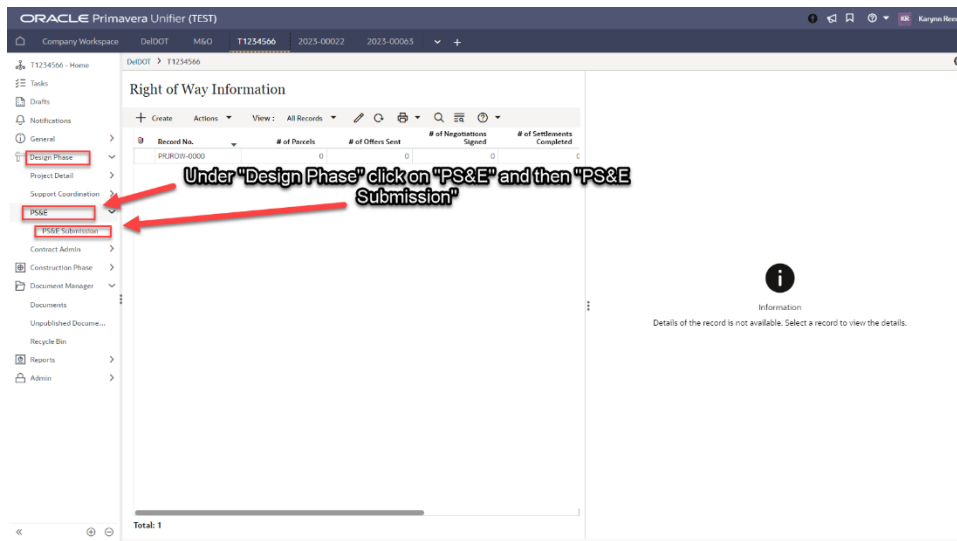 ORACLE Primavera Unifier (TEST)
KR Karynn Ree
Company Workspace DelDOT M&O T1234566 2023-00022 2023-00063
T1234566 - Home
DelDOT > T1234566
Tasks
Drafts
Notifications
General
Design Phase
Project Detail
Support Coordination
PS&E
PS&E Submission
Contract Admin
Construction Phase
Document Manager
Documents
Unpublished Docume...
Recycle Bin
Reports
Admin
Right of Way Information
Create Actions View : All Records
Record No. # of Parcels # of Offers Sent # of Negotiations Signed # of Settlements Completed
PRJROW-0000 0 0 0
Under "Design Phase" click on "PS&E" and then "PS&E
Submission"
Information
Details of the record is not available. Select a record to view the details.
Total: 1